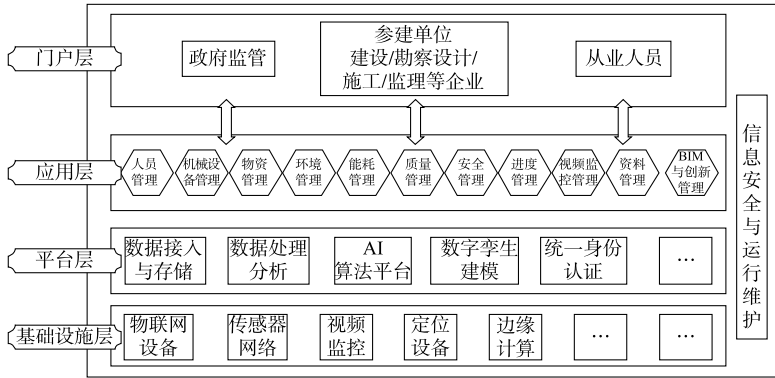 门户层
政府监管
参建单位
建设/勘察设计/
施工/监理等企业
从业人员
应用层
人员
管理
机械设
备管理
物资
管理
环境
管理
能耗
管理
质量
管理
安全
管理
进度
管理
视频监
控管理
资料
管理
BIM
与创新
管理
平台层
数据接入
与存储
数据处理
分析
AI
算法平台
数字孪生
建模
统一身份
认证
…
基础设施层
物联网
设备
传感器
网络
视频
监控
定位
设备
边缘
计算
…
…
信息安全与运行维护